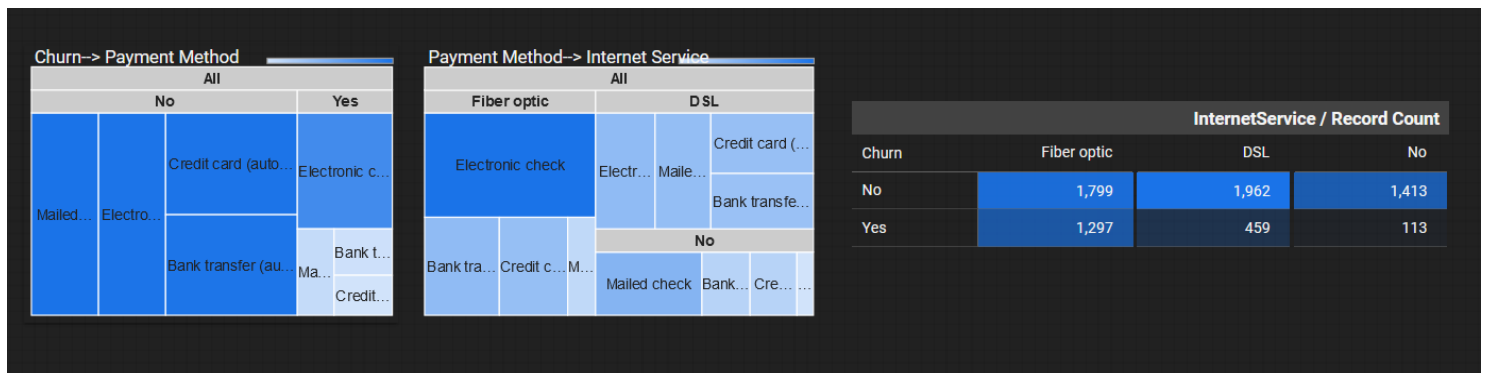 Churn--> Payment Method
All
No Yes
Mailed... Electro... Credit card (auto... Electronic c...
Bank transfer (au... Ma... Bank t...
Credit...
Payment Method--> Internet Service
All
Fiber optic DSL
Electronic check Electr... Maile... Credit card (...
Bank transfe...
No
Bank tra... Credit c... M... Mailed check Bank... Cre... ...
InternetService / Record Count
Churn Fiber optic DSL No
No 1,799 1,962 1,413
Yes 1,297 459 113